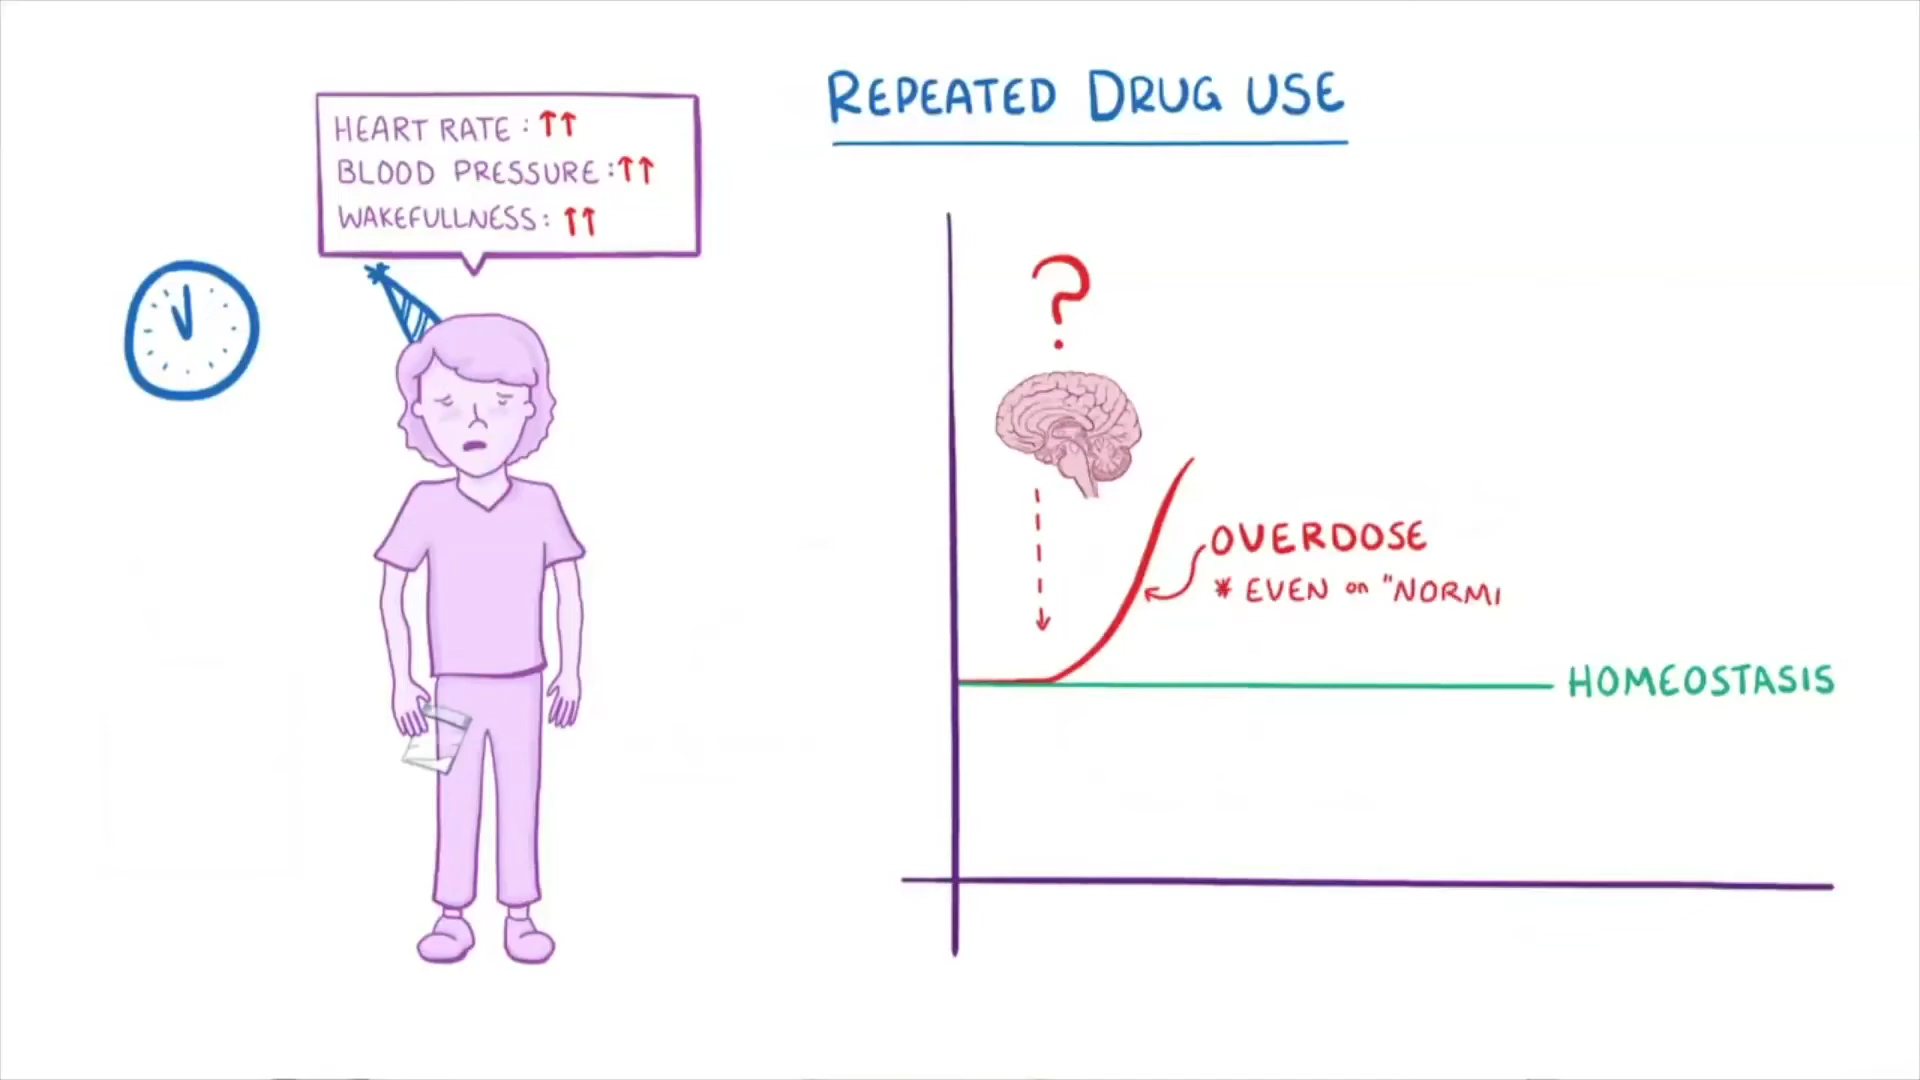 REPEATED DRUG USE
HEART RATE : ↑↑
BLOOD PRESSURE : ↑↑
WAKEFULLNESS : ↑↑
?
OVERDOSE
* EVEN on "NORM
HOMEOSTASIS